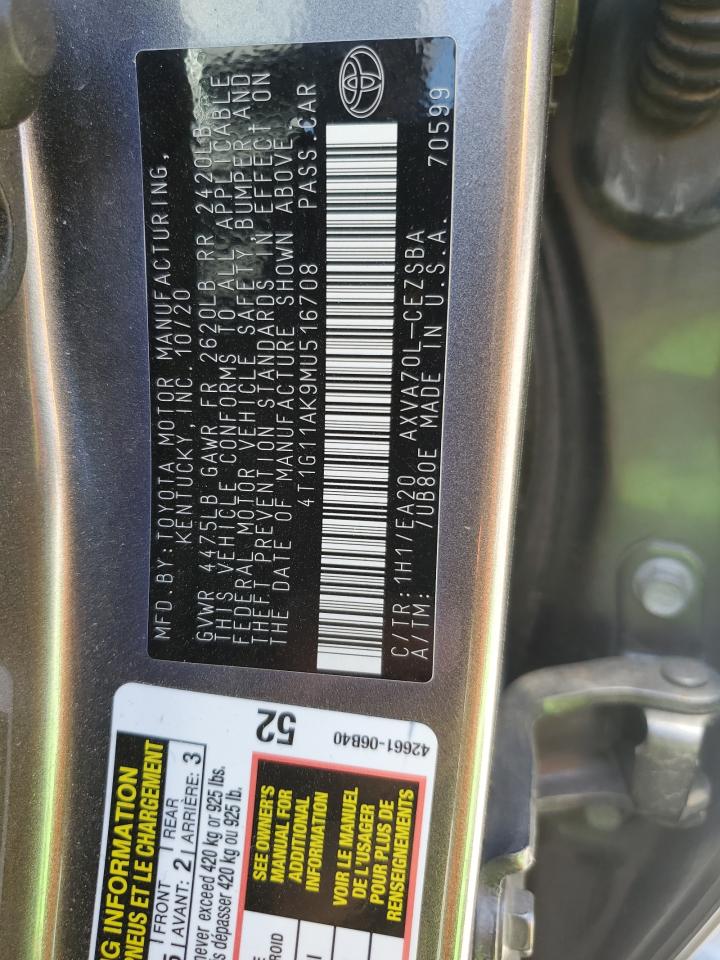 MFD.BY:TOYOTA MOTOR MANUFACTURING,
KENTUCKY, INC. 10/20
GVWR 4475LB GAWR FR 2620LB RR 2420LB
THIS VEHICLE CONFORMS TO ALL APPLICABLE
FEDERAL MOTOR VEHICLE SAFETY BUMPER, AND
THEFT PREVENTION STANDARDS IN EFFECT ON
THE DATE OF MANUFACTURE SHOWN ABOVE.
4T1G11AK9MU516708 PASS.CAR
C/TR: 1H17/EA20 AXVA70L-CEZSBA
A/TM: /UB80E MADE IN U.S.A. 70599
INFORMATION
PNEUS ET LE CHARGEMENT
FRONT REAR
AVANT: 2 ARRIÈRE: 3
never exceed 420 kg or 925 lbs.
dépasser 420 kg ou 925 lb.
52
42661-06B40
SEE OWNER'S
MANUAL FOR
ADDITIONAL
INFORMATION
VOIR LE MANUEL
DE L'USAGER
POUR PLUS DE
RENSEIGNEMENTS